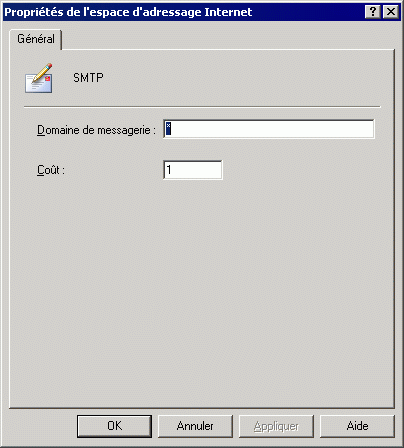 Propriétés de l'espace d'adressage Internet
Général
SMTP
Domaine de messagerie : *
Coût : 1
OK Annuler Appliquer Aide